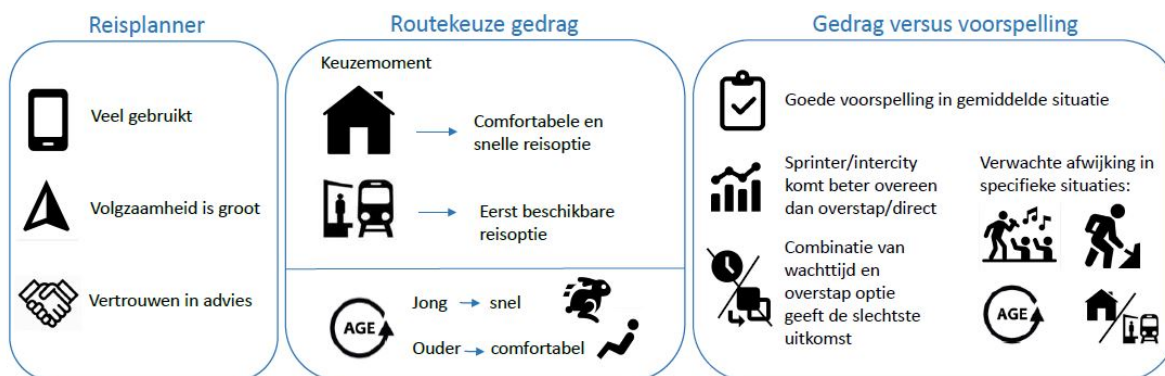 Reisplanner
Veel gebruikt
Volgzaamheid is groot
Vertrouwen in advies
Routekeuze gedrag
Keuzemoment
Comfortabele en
snelle reisoptie
Eerst beschikbare
reisoptie
AGE
Jong
snel
Ouder
comfortabel
Gedrag versus voorspelling
Goede voorspelling in gemiddelde situatie
Sprinter/intercity
komt beter overeen
dan overstap/direct
Combinatie van
wachttijd en
overstap optie
geeft de slechtste
uitkomst
Verwachte afwijking in
specifieke situaties:
AGE